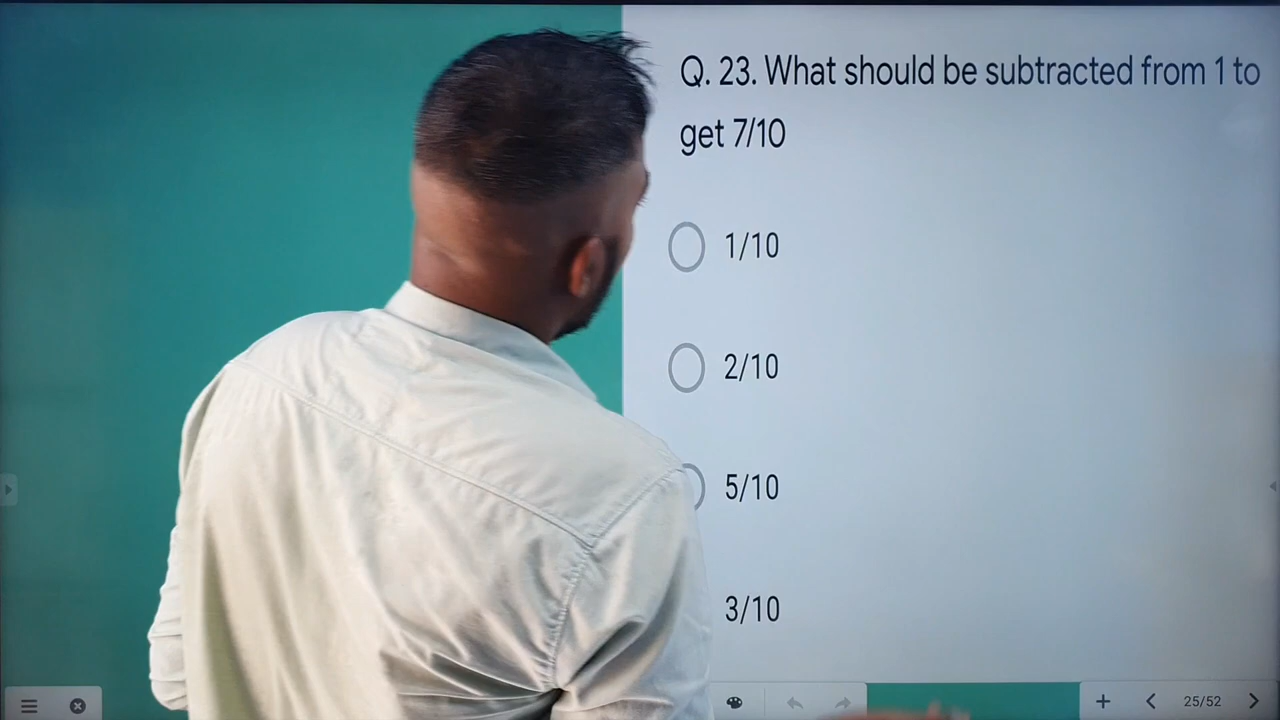 Q. 23. What should be subtracted from 1 to
get 7/10
1/10
2/10
5/10
3/10
25/52